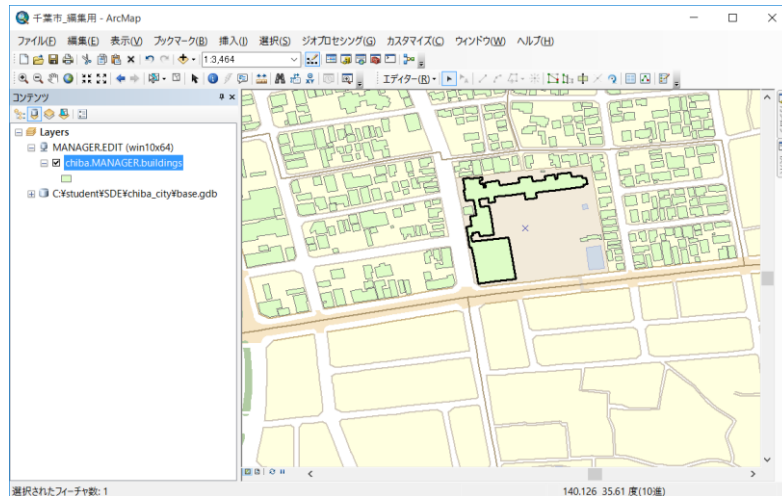 千葉市_編集用 - ArcMap
ファイル(F) 編集(E) 表示(V) ブックマーク(B) 挿入(I) 選択(S) ジオプロセシング(G) カスタマイズ(C) ウィンドウ(W) ヘルプ(H)
1:3,464
エディター(R)
コンテンツ
Layers
MANAGER.EDIT (win10x64)
chiba.MANAGER.buildings
C:¥student¥SDE¥chiba_city¥base.gdb
選択されたフィーチャ数: 1
140.126 35.61 度(10進)